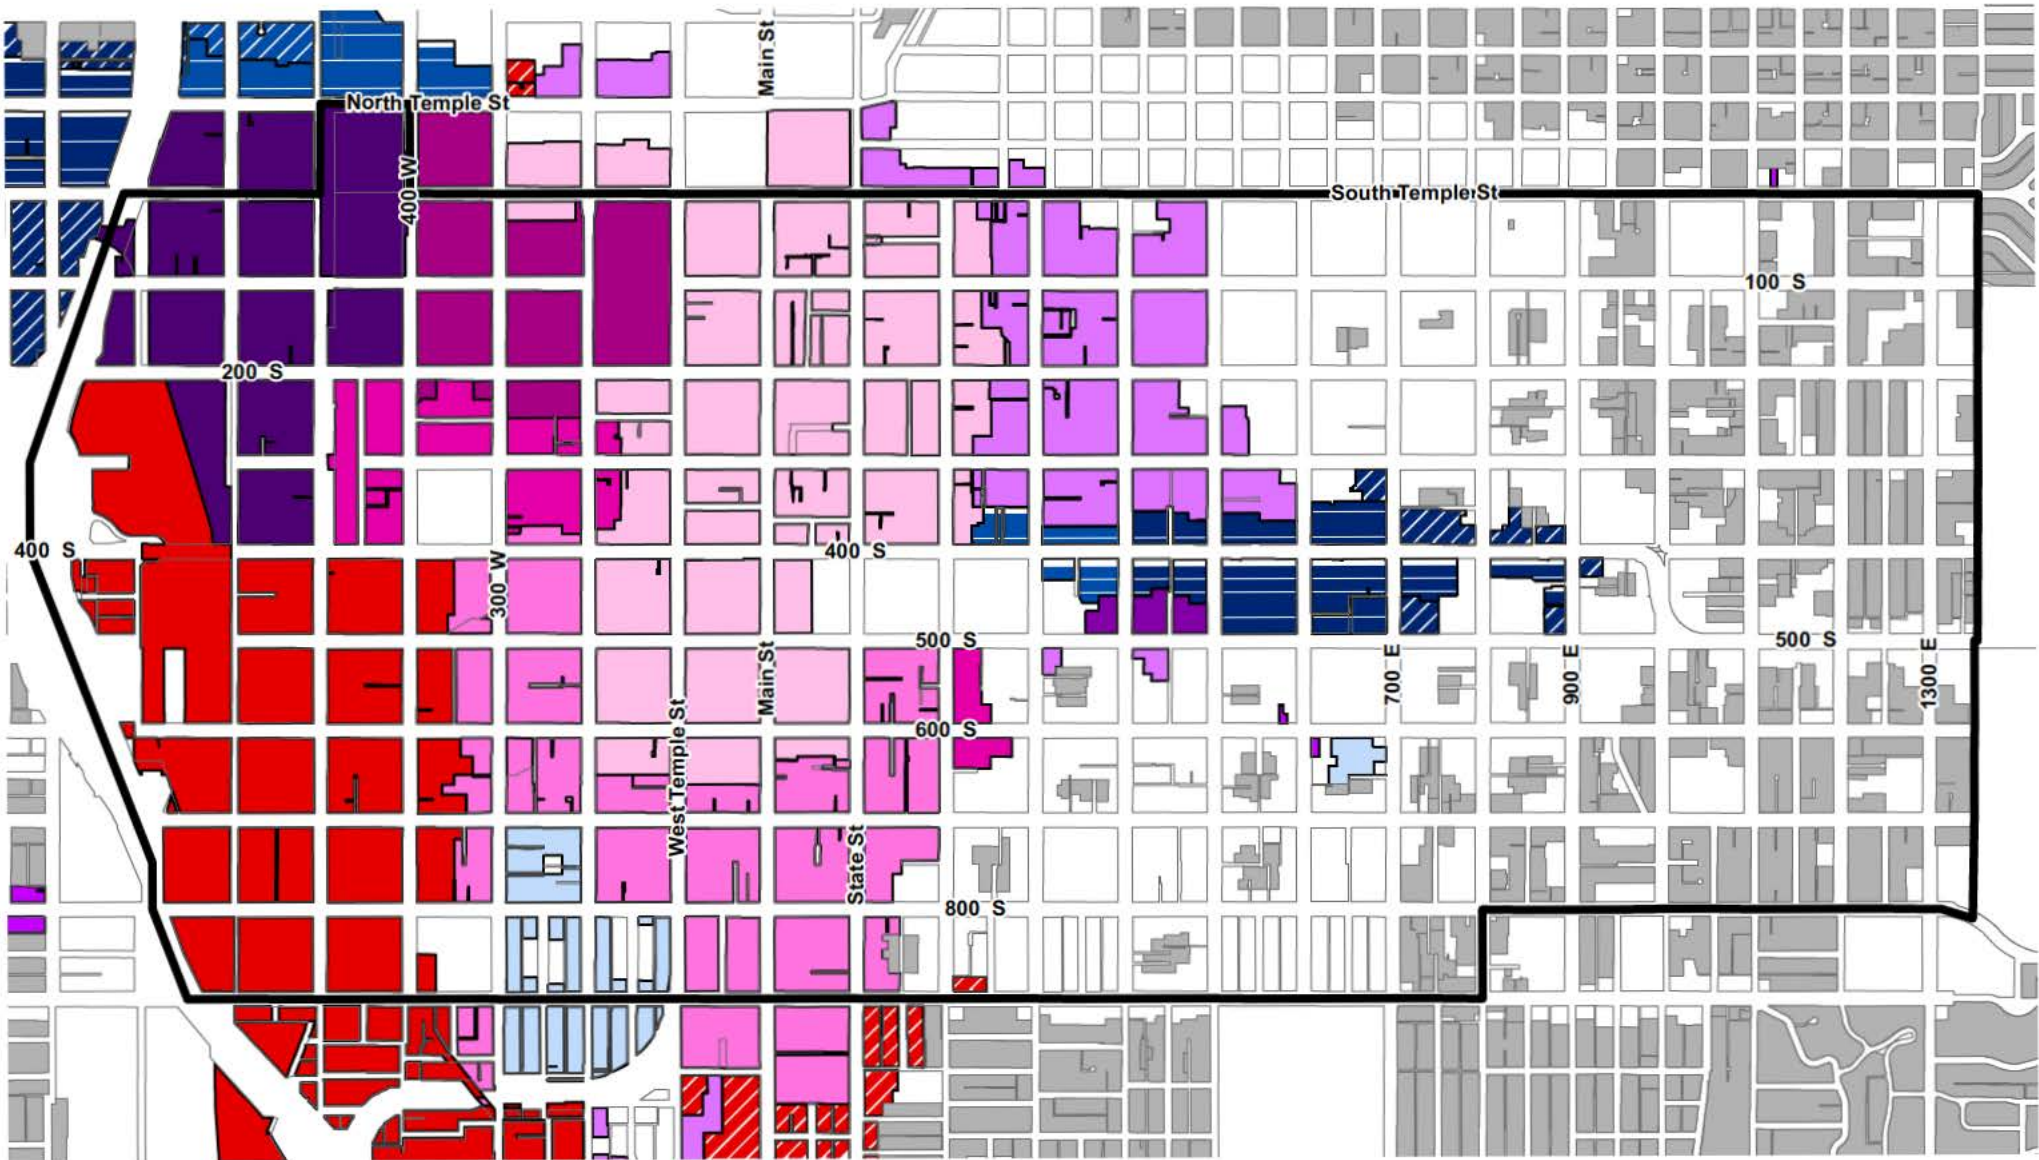 Main St
North Temple St
400 W
South Temple St
100 S
200 S
400 S
400 S
300 W
500 S
500 S
Main St
700 E
900 E
1300 E
West Temple St
600 S
State St
800 S